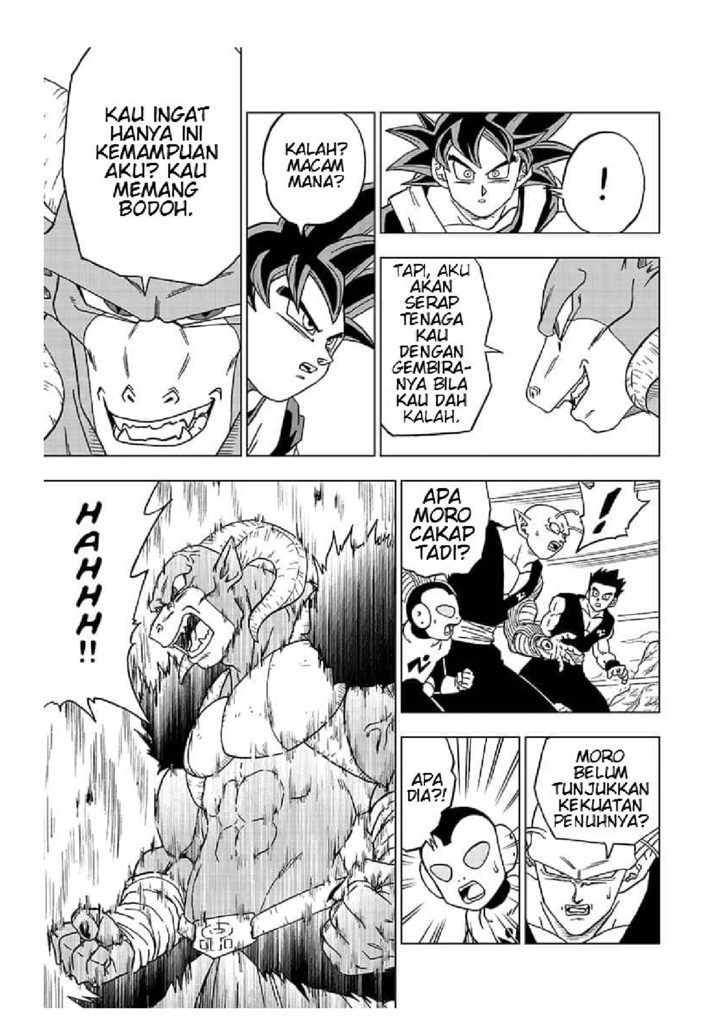 !
TAPI, AKU
AKAN
SERAP
TENAGA
KAU
DENGAN
GEMBIRA-
NYA BILA
KAU DAH
KALAH.
KALAH?
MACAM
MANA?
KAU INGAT
HANYA INI
KEMAMPUAN
AKU? KAU
MEMANG
BODOH.
!
APA
MORO
CAKAP
TADI?
MORO
BELUM
TUNJUKKAN
KEKUATAN
PENUHNYA?
APA
DIA?!
HAHHH!!